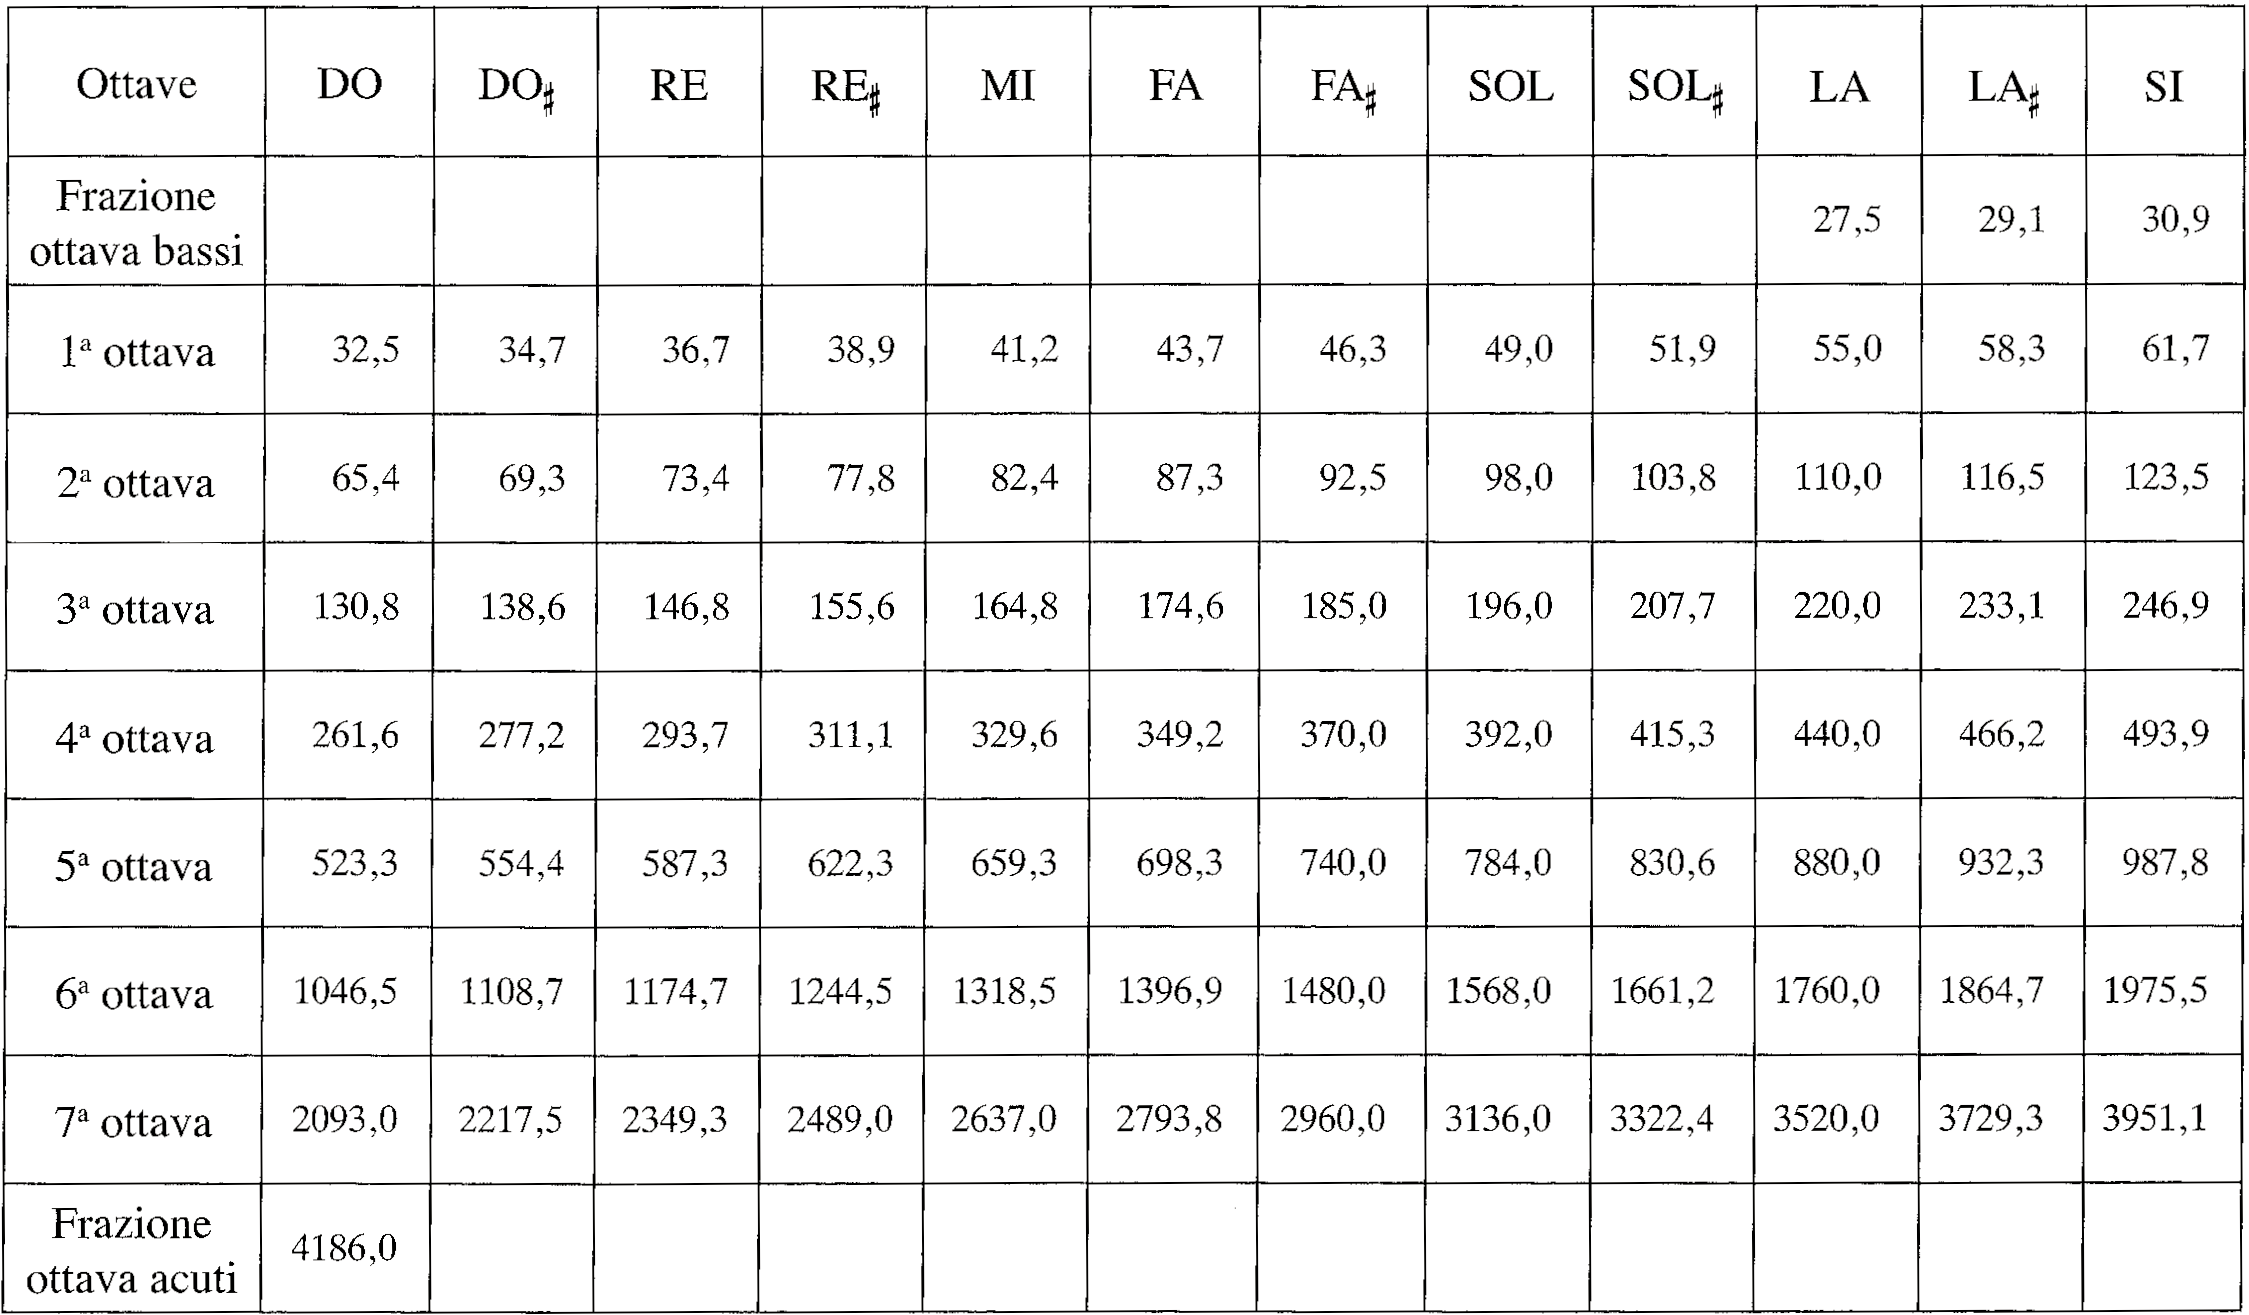 Ottave DO DO♯ RE RE♯ MI FA FA♯ SOL SOL♯ LA LA♯ SI
Frazione
ottava bassi 27,5 29,1 30,9
1ª ottava 32,5 34,7 36,7 38,9 41,2 43,7 46,3 49,0 51,9 55,0 58,3 61,7
2ª ottava 65,4 69,3 73,4 77,8 82,4 87,3 92,5 98,0 103,8 110,0 116,5 123,5
3ª ottava 130,8 138,6 146,8 155,6 164,8 174,6 185,0 196,0 207,7 220,0 233,1 246,9
4ª ottava 261,6 277,2 293,7 311,1 329,6 349,2 370,0 392,0 415,3 440,0 466,2 493,9
5ª ottava 523,3 554,4 587,3 622,3 659,3 698,3 740,0 784,0 830,6 880,0 932,3 987,8
6ª ottava 1046,5 1108,7 1174,7 1244,5 1318,5 1396,9 1480,0 1568,0 1661,2 1760,0 1864,7 1975,5
7ª ottava 2093,0 2217,5 2349,3 2489,0 2637,0 2793,8 2960,0 3136,0 3322,4 3520,0 3729,3 3951,1
Frazione
ottava acuti 4186,0